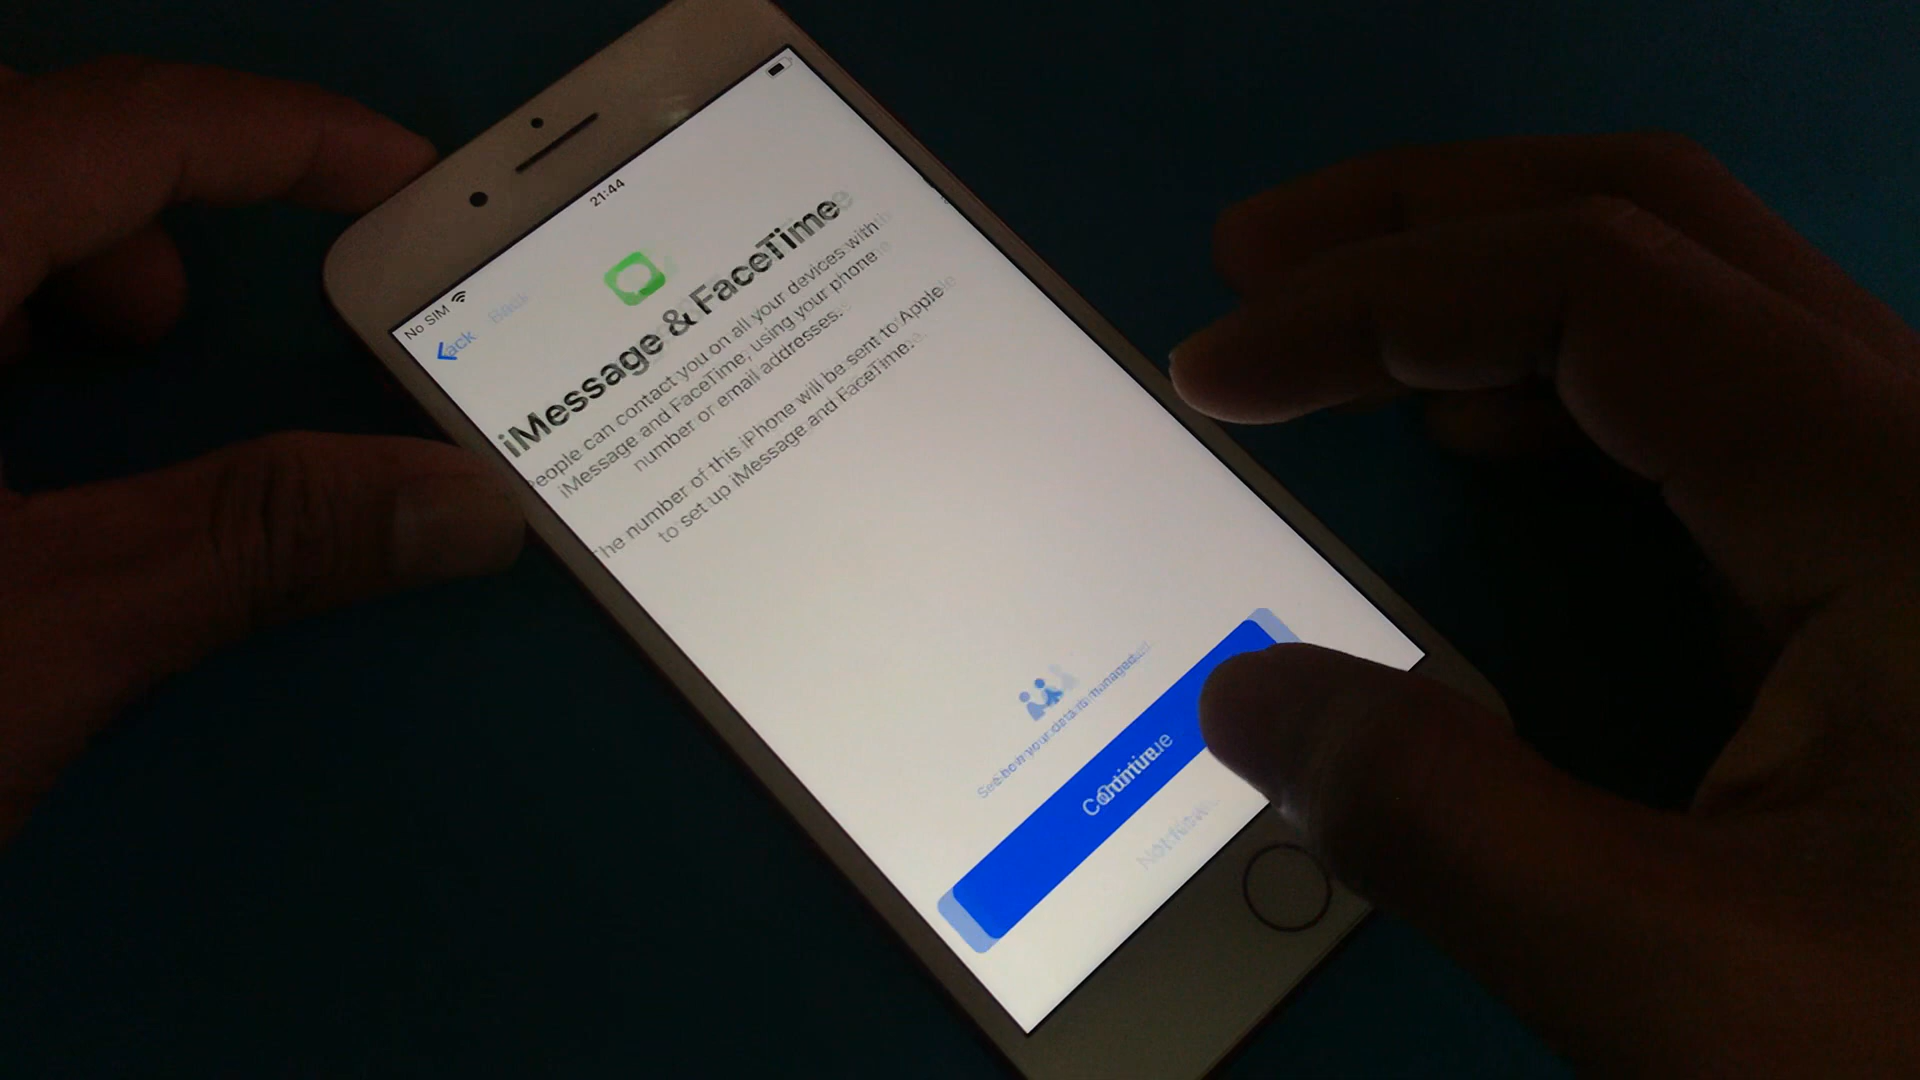 No SIM
21:44
Back
iMessage & FaceTime
People can contact you on all your devices with
iMessage and FaceTime, using your phone
number or email addresses.
The number of this iPhone will be sent to Apple
to set up iMessage and FaceTime.
See how your data is managed...
Continue
Not Now